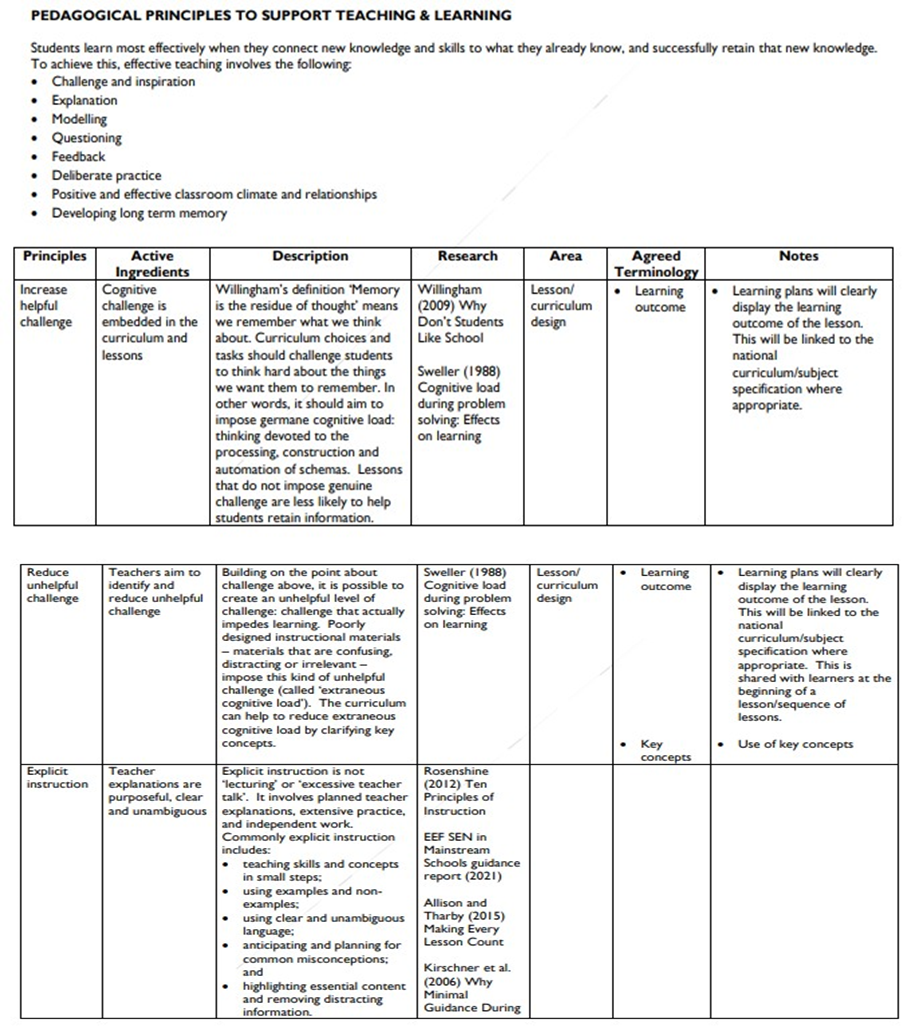 PEDAGOGICAL PRINCIPLES TO SUPPORT TEACHING & LEARNING
Students learn most effectively when they connect new knowledge and skills to what they already know, and successfully retain that new knowledge.
To achieve this, effective teaching involves the following:
• Challenge and inspiration
• Explanation
• Modelling
• Questioning
• Feedback
• Deliberate practice
• Positive and effective classroom climate and relationships
• Developing long term memory
Principles
Active
Ingredients
Description
Research
Area
Agreed
Terminology
Notes
Increase
helpful
challenge
Cognitive
challenge is
embedded in the
curriculum and
lessons
Willingham's definition 'Memory
is the residue of thought' means
we remember what we think
about. Curriculum choices and
tasks should challenge students
to think hard about the things
we want them to remember. In
other words, it should aim to
impose germane cognitive load:
thinking devoted to the
processing, construction and
automation of schemas. Lessons
that do not impose genuine
challenge are less likely to help
students retain information.
Willingham
(2009) Why
Don't Students
Like School
Sweller (1988)
Cognitive load
during problem
solving: Effects
on learning
Lesson/
curriculum
design
• Learning
outcome
• Learning plans will clearly
display the learning
outcome of the lesson.
This will be linked to the
national
curriculum/subject
specification where
appropriate.
Reduce
unhelpful
challenge
Teachers aim to
identify and
reduce unhelpful
challenge
Building on the point about
challenge above, it is possible to
create an unhelpful level of
challenge: challenge that actually
impedes learning. Poorly
designed instructional materials
– materials that are confusing,
distracting or irrelevant –
impose this kind of unhelpful
challenge (called 'extraneous
cognitive load'). The curriculum
can help to reduce extraneous
cognitive load by clarifying key
concepts.
Sweller (1988)
Cognitive load
during problem
solving: Effects
on learning
Lesson/
curriculum
design
• Learning
outcome
• Key
concepts
• Learning plans will clearly
display the learning
outcome of the lesson.
This will be linked to the
national
curriculum/subject
specification where
appropriate. This is
shared with learners at the
beginning of a
lesson/sequence of
lessons.
• Use of key concepts
Explicit
instruction
Teacher
explanations are
purposeful, clear
and unambiguous
Explicit instruction is not
'lecturing' or 'excessive teacher
talk'. It involves planned teacher
explanations, extensive practice,
and independent work.
Commonly explicit instruction
includes:
• teaching skills and concepts
in small steps;
• using examples and non-
examples;
• using clear and unambiguous
language;
• anticipating and planning for
common misconceptions;
and
• highlighting essential content
and removing distracting
information.
Rosenshine
(2012) Ten
Principles of
Instruction
EEF SEN in
Mainstream
Schools guidance
report (2021)
Allison and
Tharby (2015)
Making Every
Lesson Count
Kirschner et al.
(2006) Why
Minimal
Guidance During